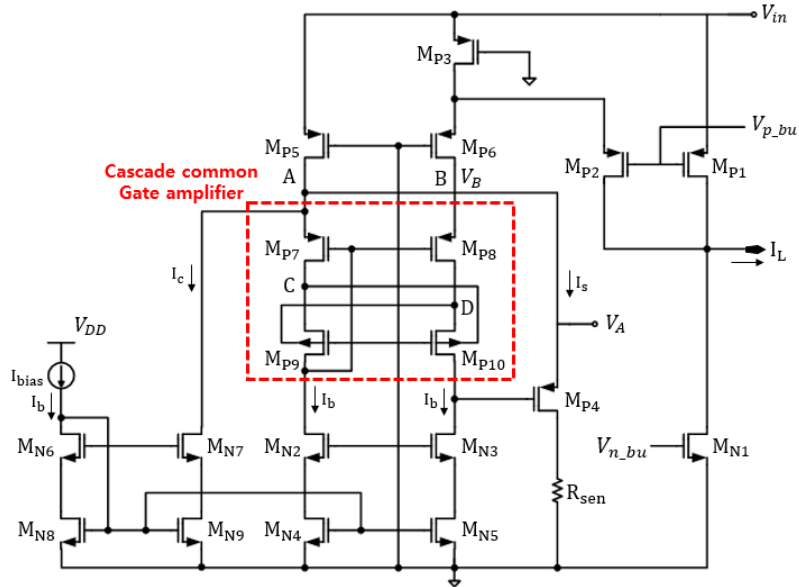 V_in
M_P3
V_p_bu
M_P5
M_P6
M_P2
M_P1
Cascade common
Gate amplifier
A
B
V_B
M_P7
M_P8
I_L
I_c
C
I_s
D
V_A
V_DD
M_P9
M_P10
I_bias
I_b
I_b
I_b
M_P4
M_N6
M_N7
M_N2
M_N3
V_n_bu
M_N1
R_sen
M_N8
M_N9
M_N4
M_N5